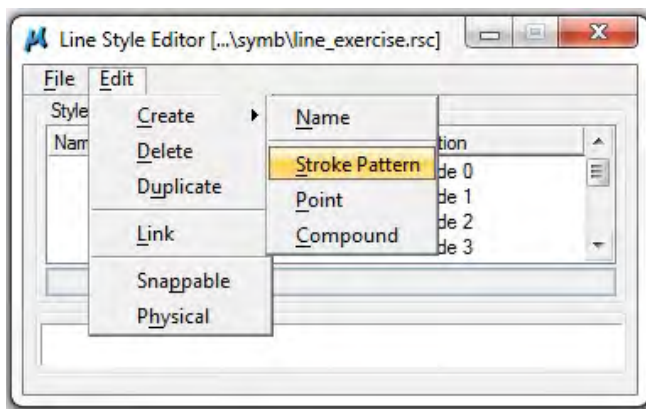 Line Style Editor [...\symb\line_exercise.rsc]
File Edit
Style
Nam
Create
Delete
Duplicate
Link
Snappable
Physical
Name
Stroke Pattern
Point
Compound
tion
de 0
de 1
de 2
de 3